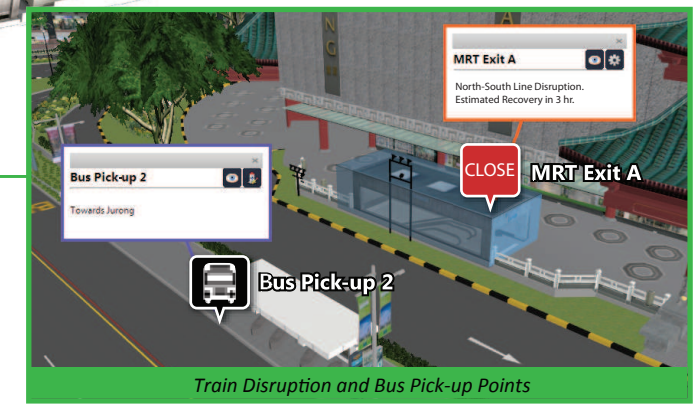 MRT Exit A
North-South Line Disruption.
Estimated Recovery in 3 hr.
CLOSE
MRT Exit A
Bus Pick-up 2
Towards Jurong
Bus Pick-up 2
Train Disruption and Bus Pick-up Points